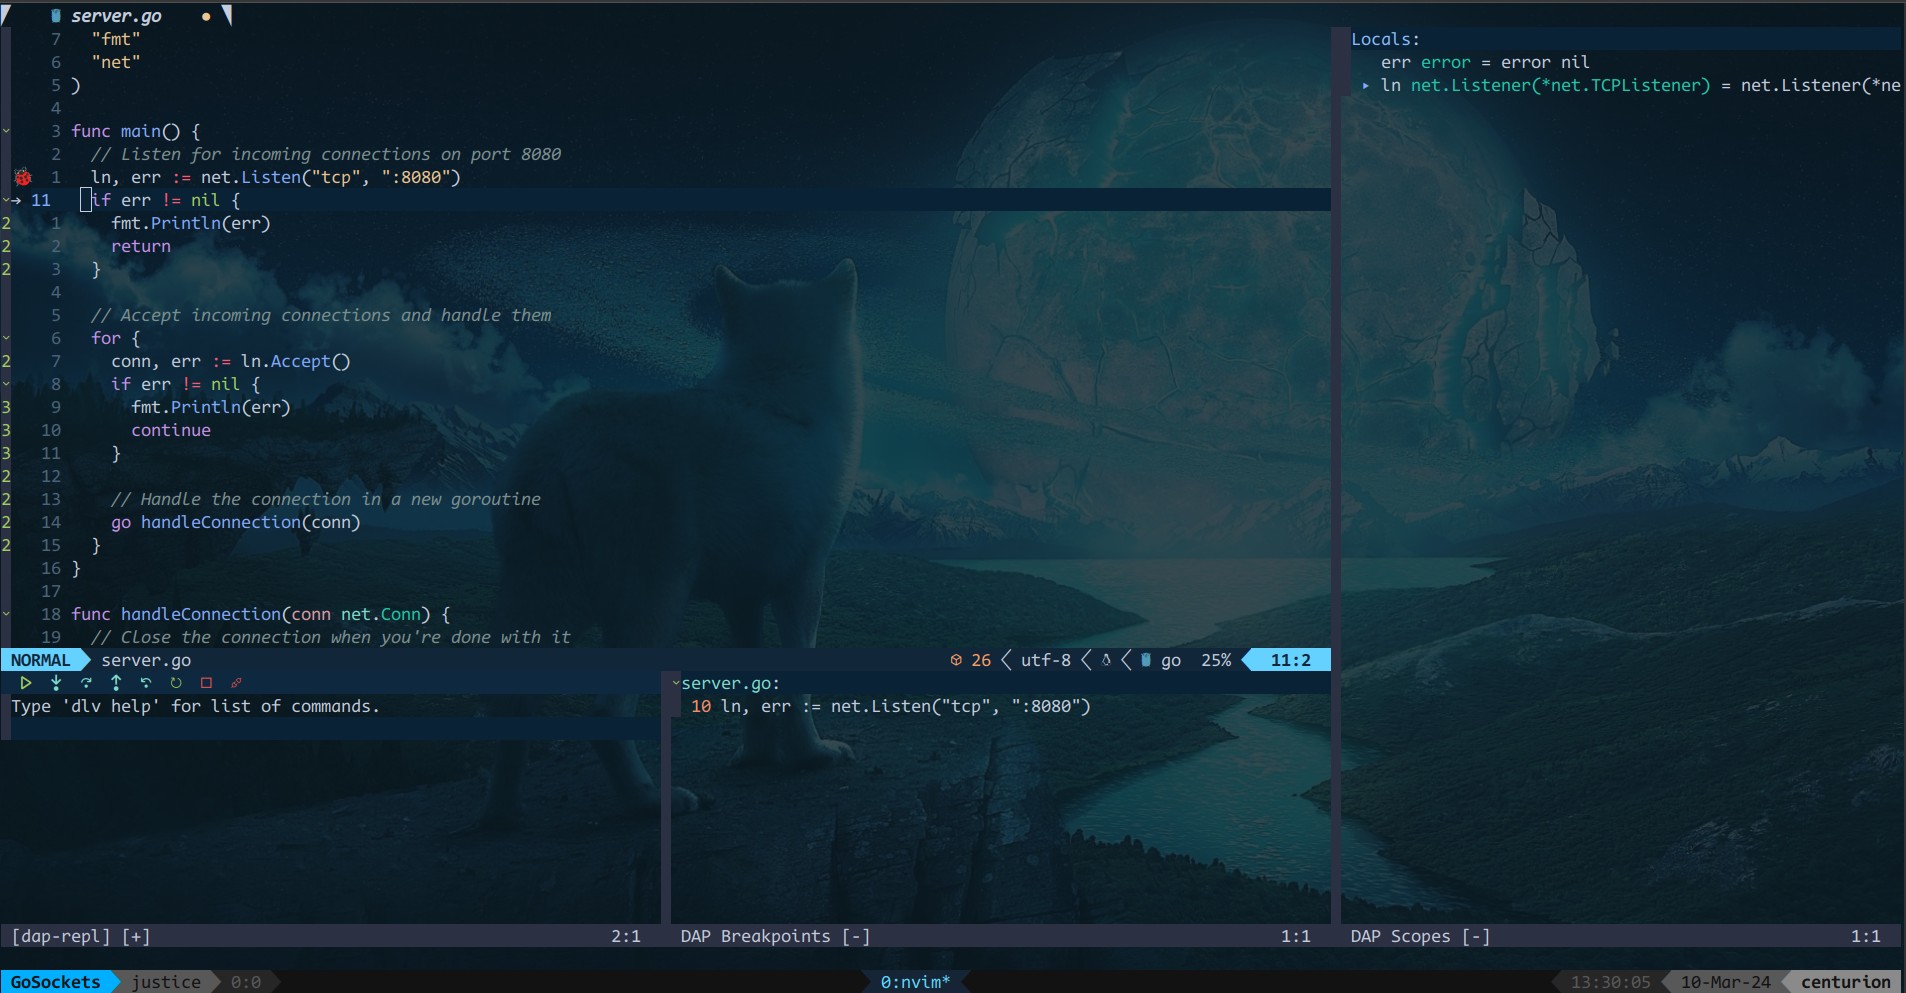 server.go ●
7 "fmt"
6 "net"
5 )
4
3 func main() {
2 // Listen for incoming connections on port 8080
1 ln, err := net.Listen("tcp", ":8080")
11 if err != nil {
2 1 fmt.Println(err)
2 2 return
2 3 }
4
5 // Accept incoming connections and handle them
6 for {
2 7 conn, err := ln.Accept()
8 if err != nil {
3 9 fmt.Println(err)
3 10 continue
3 11 }
2 12
2 13 // Handle the connection in a new goroutine
2 14 go handleConnection(conn)
2 15 }
16 }
17
18 func handleConnection(conn net.Conn) {
19 // Close the connection when you're done with it
NORMAL server.go 26 utf-8 go 25% 11:2
Type 'dlv help' for list of commands.
[dap-repl] [+] 2:1
server.go:
10 ln, err := net.Listen("tcp", ":8080")
DAP Breakpoints [-] 1:1
Locals:
err error = error nil
▸ ln net.Listener(*net.TCPListener) = net.Listener(*ne
DAP Scopes [-] 1:1
GoSockets justice 0:0 0:nvim* 13:30:05 10-Mar-24 centurion